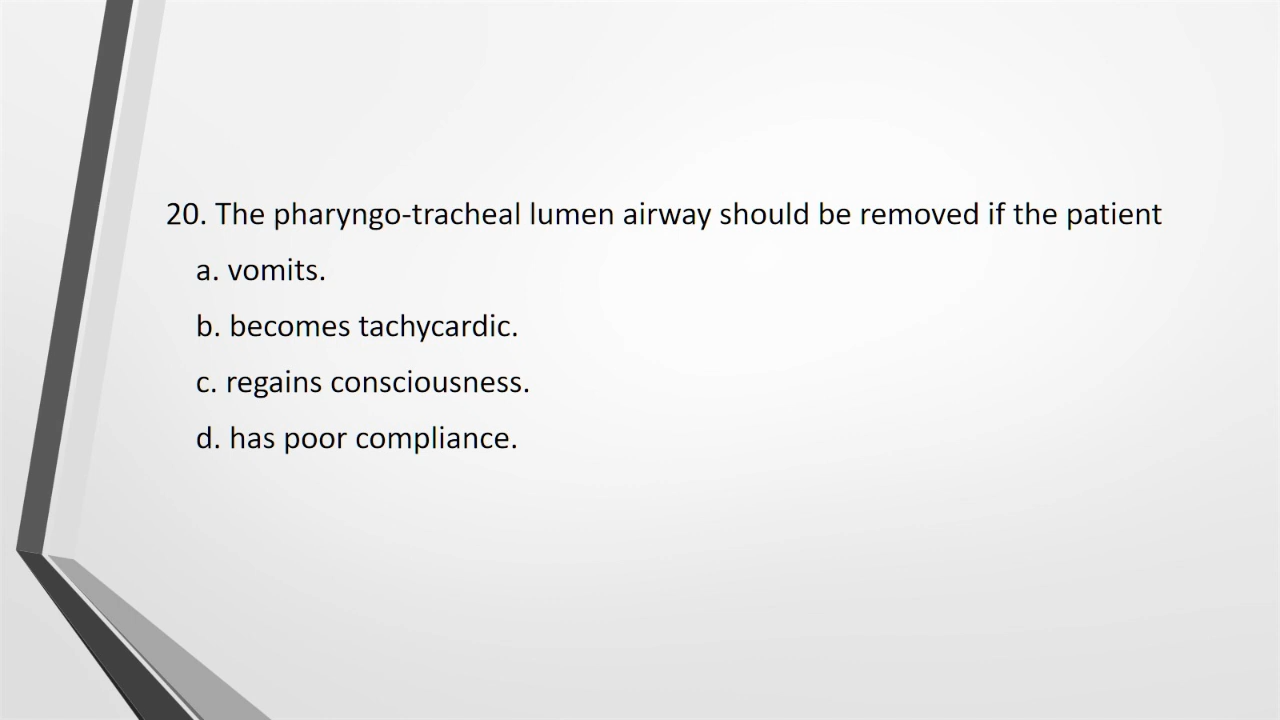 20. The pharyngo-tracheal lumen airway should be removed if the patient
a. vomits.
b. becomes tachycardic.
c. regains consciousness.
d. has poor compliance.